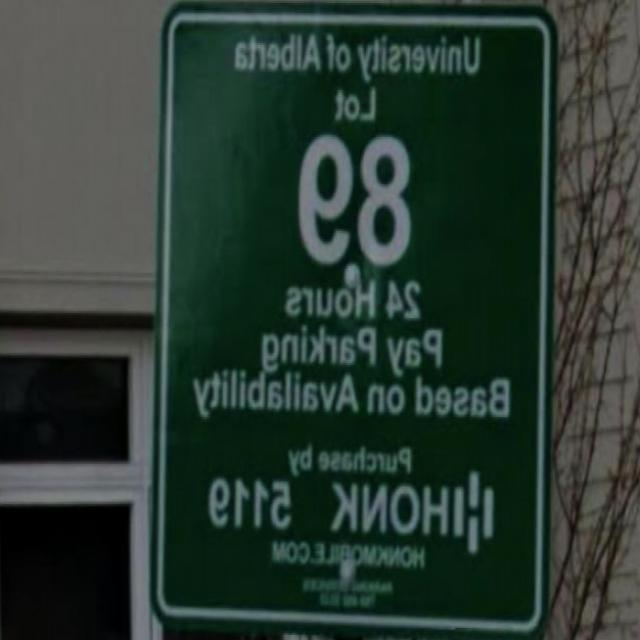 University of Alberta
Lot
89
24 Hours
Pay Parking
Based on Availability
Purchase by
HONK 5119
HONKMOBILE.COM